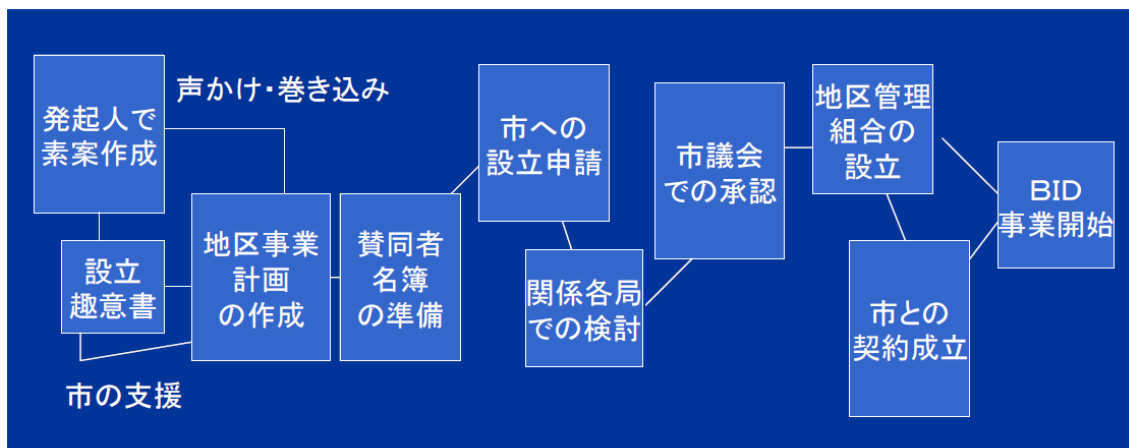 発起人で
素案作成
声かけ・巻き込み
設立
趣意書
市の支援
地区事業
計画
の作成
賛同者
名簿
の準備
市への
設立申請
関係各局
での検討
市議会
での承認
地区管理
組合の
設立
市との
契約成立
ＢＩＤ
事業開始